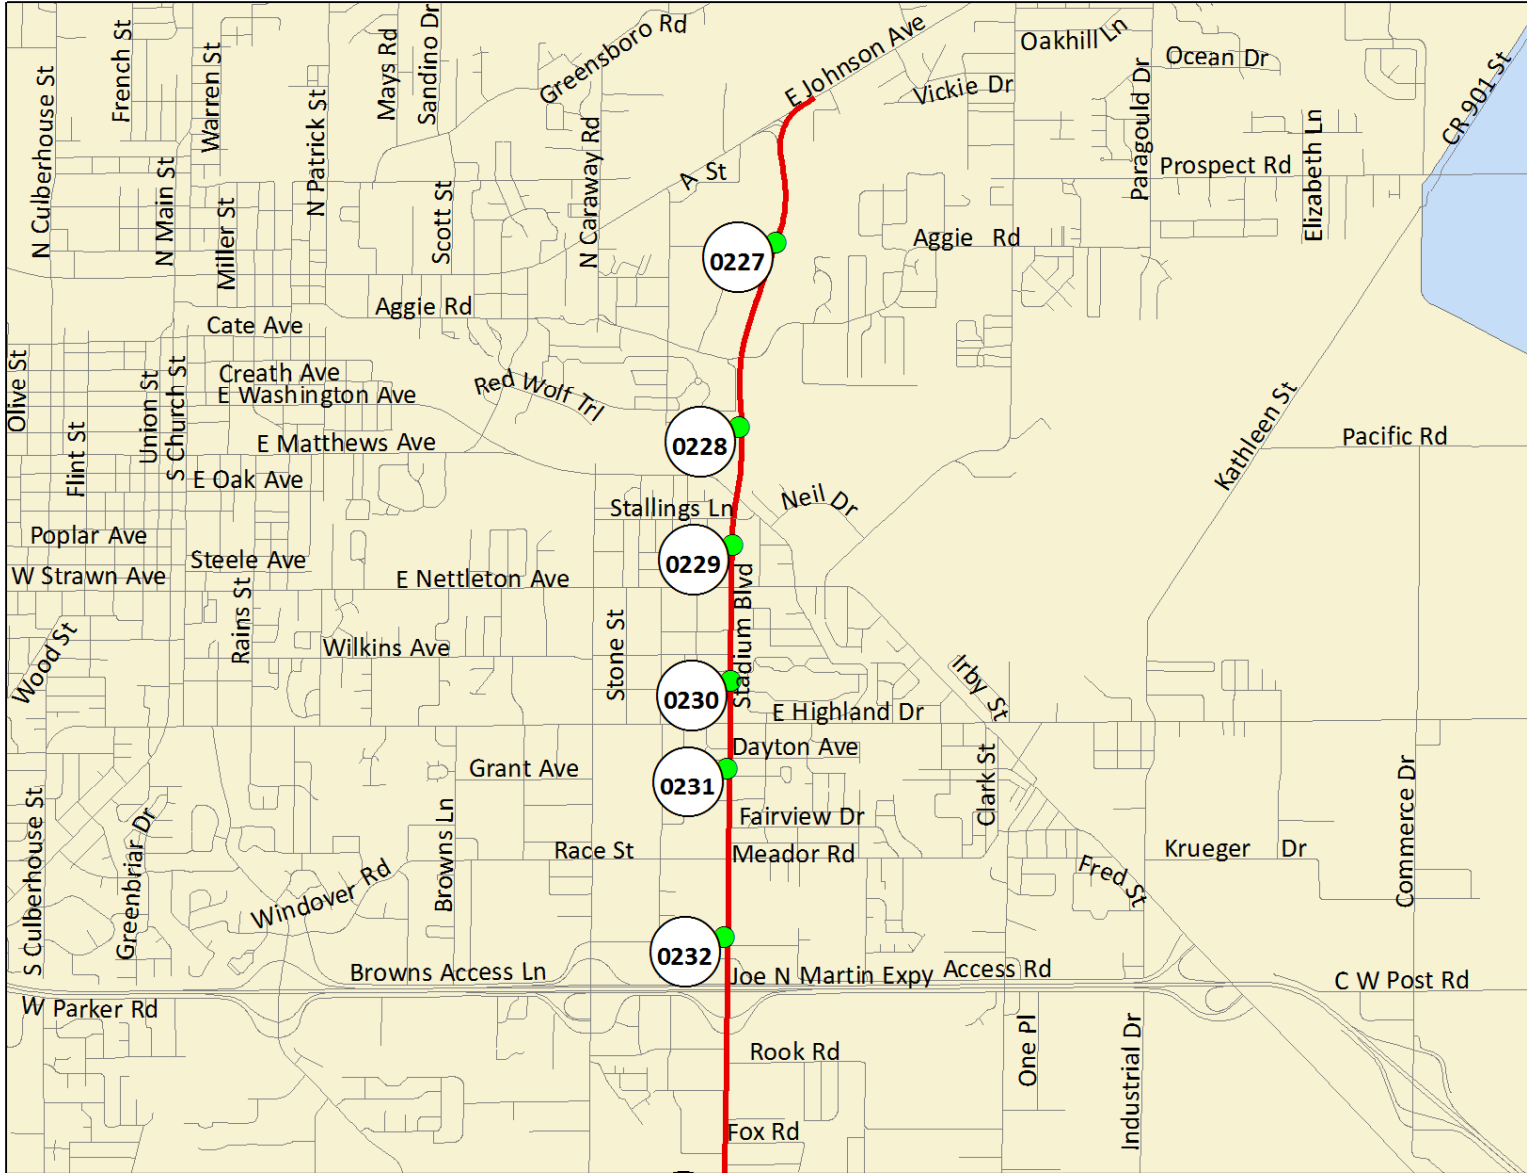 French St
Warren St
Mays Rd
Sandino Dr
Greensboro Rd
E Johnson Ave
Oakhill Ln
Ocean Dr
Vickie Dr
Paragould Dr
CR 901 St
N Culberhouse St
N Main St
N Patrick St
N Caraway Rd
A St
Prospect Rd
Elizabeth Ln
Miller St
Scott St
0227
Aggie Rd
Aggie Rd
Cate Ave
Olive St
Union St
S Church St
Creath Ave
E Washington Ave
Red Wolf Trl
Kathleen St
Flint St
E Matthews Ave
0228
Pacific Rd
E Oak Ave
Stallings Ln
Neil Dr
Poplar Ave
Steele Ave
0229
W Strawn Ave
E Nettleton Ave
Stadium Blvd
Rains St
Stone St
Wood St
Wilkins Ave
Irby St
0230
E Highland Dr
Dayton Ave
Grant Ave
0231
Clark St
Commerce Dr
S Culberhouse St
Greenbriar Dr
Browns Ln
Fairview Dr
Race St
Meador Rd
Krueger Dr
Windover Rd
Fred St
0232
Browns Access Ln
Joe N Martin Expy
Access Rd
C W Post Rd
W Parker Rd
One Pl
Industrial Dr
Rook Rd
Fox Rd